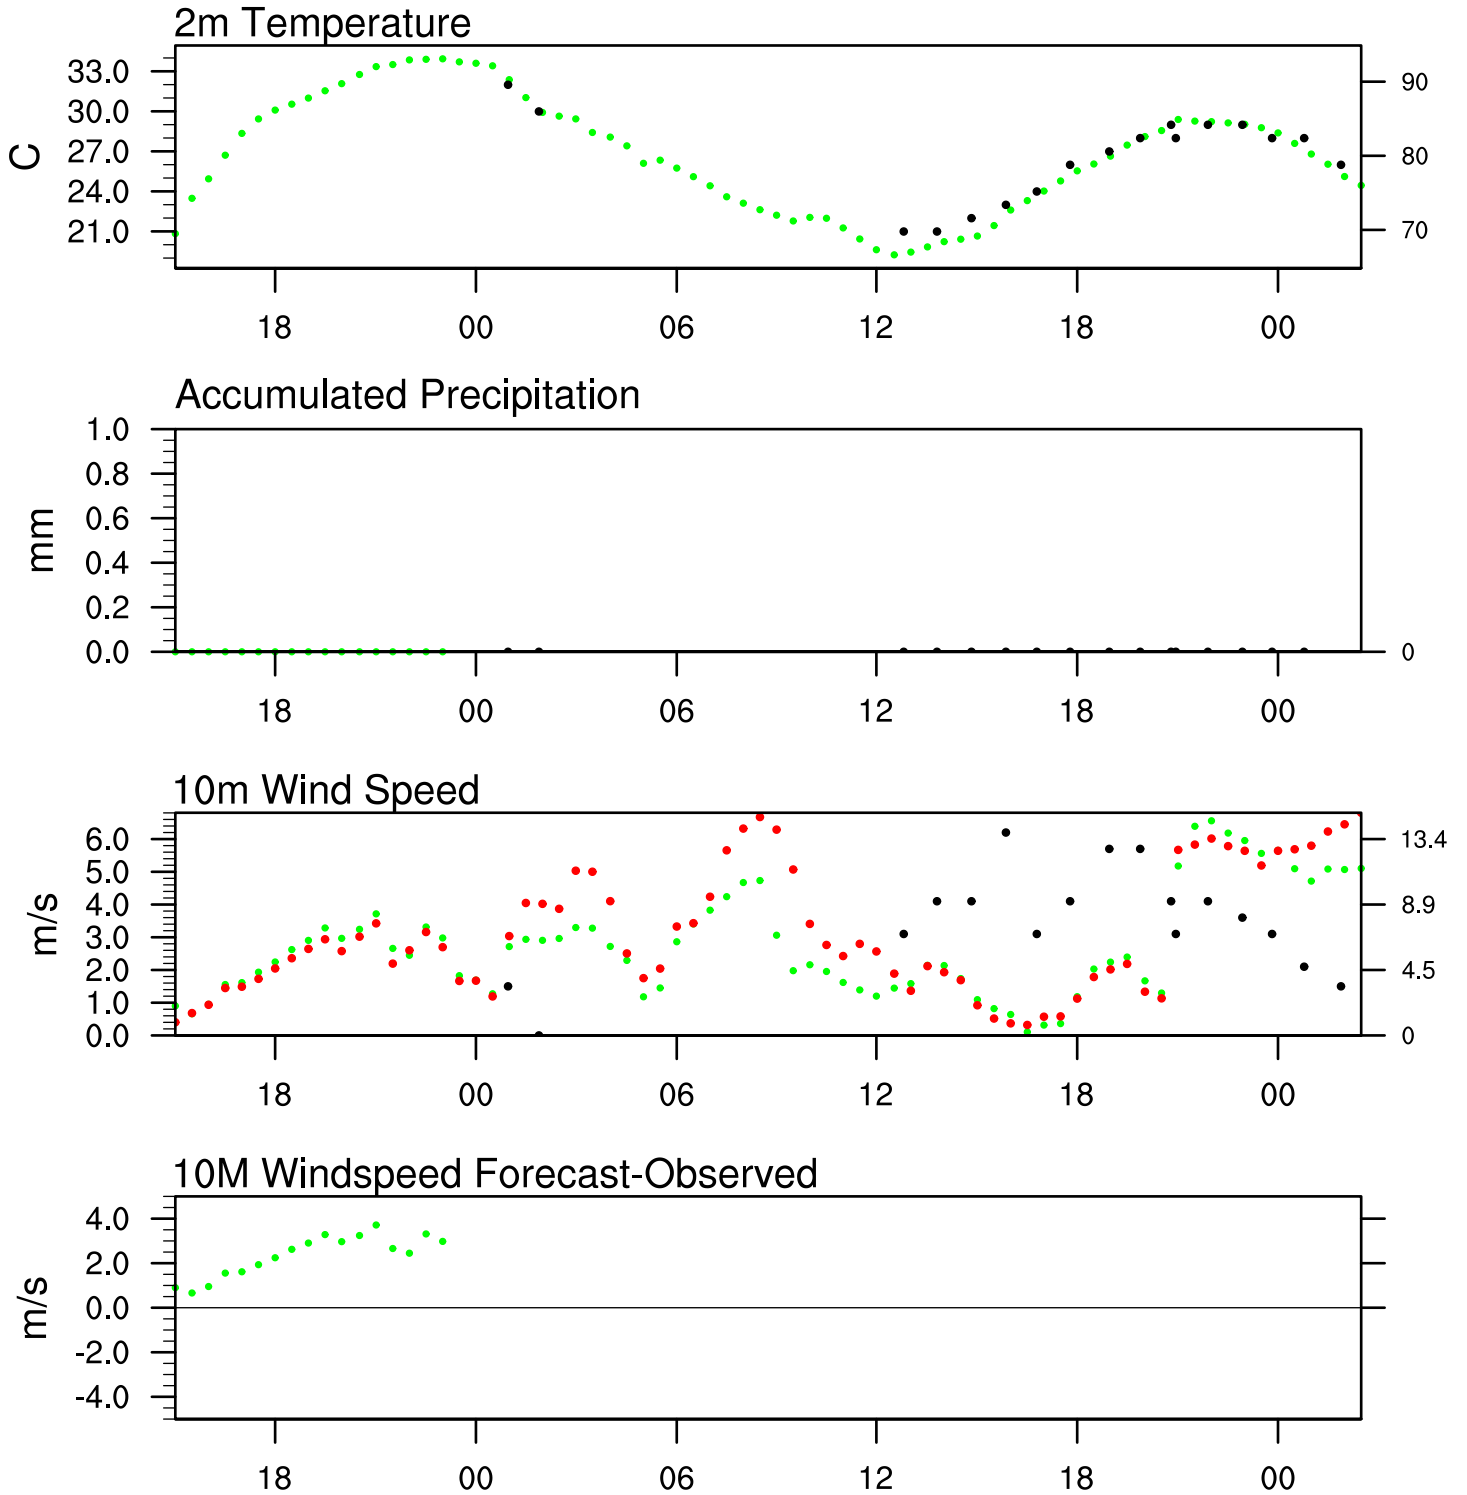 2m Temperature
33.0
30.0
27.0
24.0
21.0
C
90
80
70
18 00 06 12 18 00
Accumulated Precipitation
1.0
0.8
0.6
0.4
0.2
0.0
mm
0
18 00 06 12 18 00
10m Wind Speed
6.0
5.0
4.0
3.0
2.0
1.0
0.0
m/s
13.4
8.9
4.5
0
18 00 06 12 18 00
10M Windspeed Forecast-Observed
4.0
2.0
0.0
-2.0
-4.0
m/s
18 00 06 12 18 00